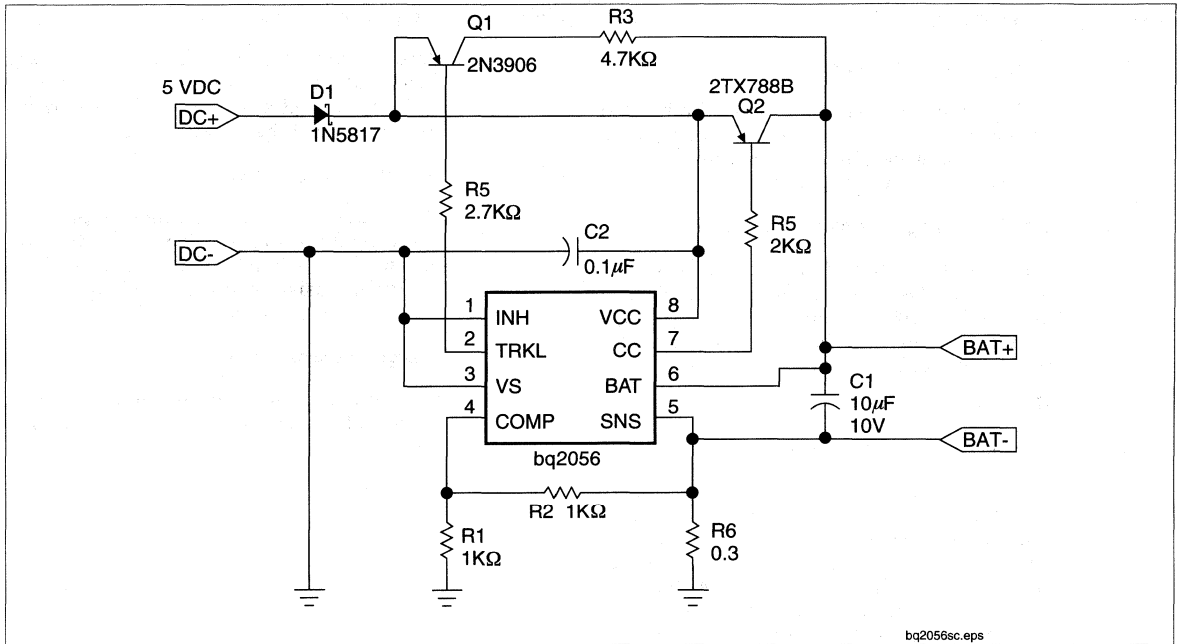 Q1
2N3906
R3
4.7KΩ
5 VDC
DC+
D1
1N5817
2TX788B
Q2
R5
2.7KΩ
R5
2KΩ
DC-
C2
0.1μF
1 INH VCC 8
2 TRKL CC 7
3 VS BAT 6
4 COMP SNS 5
bq2056
BAT+
C1
10μF
10V
BAT-
R2 1KΩ
R1
1KΩ
R6
0.3
bq2056sc.eps